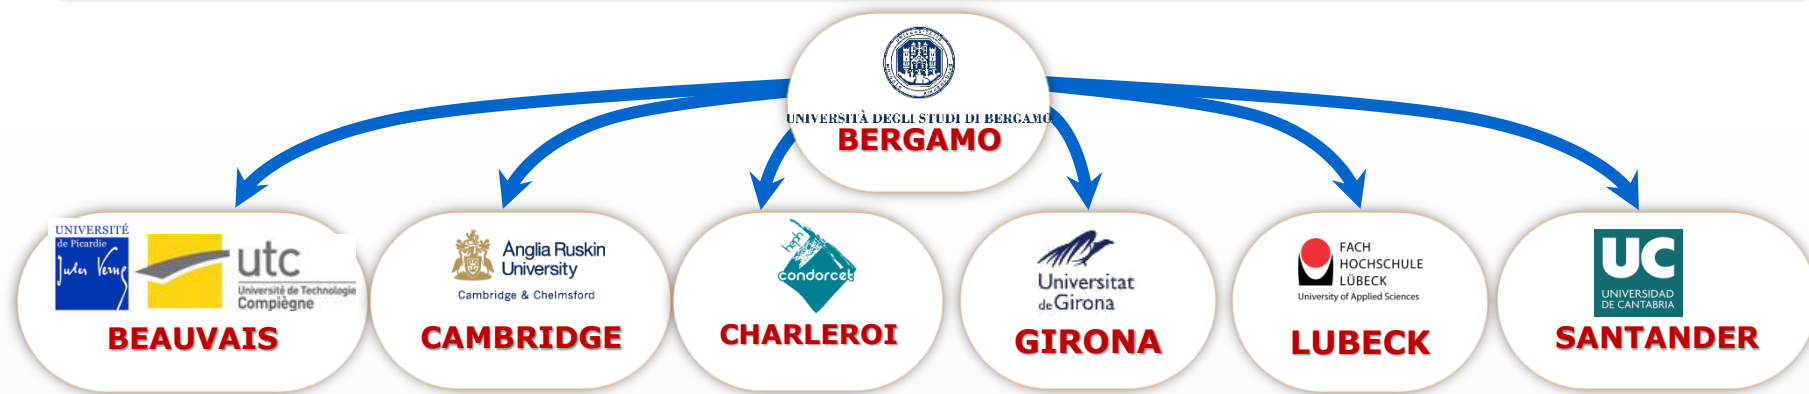 UNIVERSITÀ DEGLI STUDI DI BERGAMO
BERGAMO
UNIVERSITÉ
de Picardie
Jules Verne
utc
Université de Technologie
Compiègne
BEAUVAIS
Anglia Ruskin
University
Cambridge & Chelmsford
CAMBRIDGE
heph
condorcet
CHARLEROI
Universitat
de Girona
GIRONA
FACH
HOCHSCHULE
LÜBECK
University of Applied Sciences
LUBECK
UC
UNIVERSIDAD
DE CANTABRIA
SANTANDER